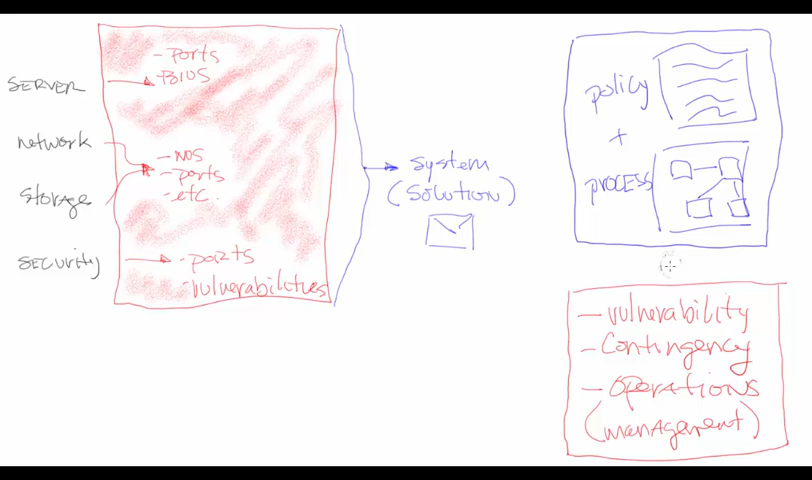 SERVER
network
storage
security
- ports
- BIOS
- NOS
- ports
- etc.
- ports
- vulnerabilities
system
(solution)
policy
+
process
- vulnerability
- contingency
- operations
(management)